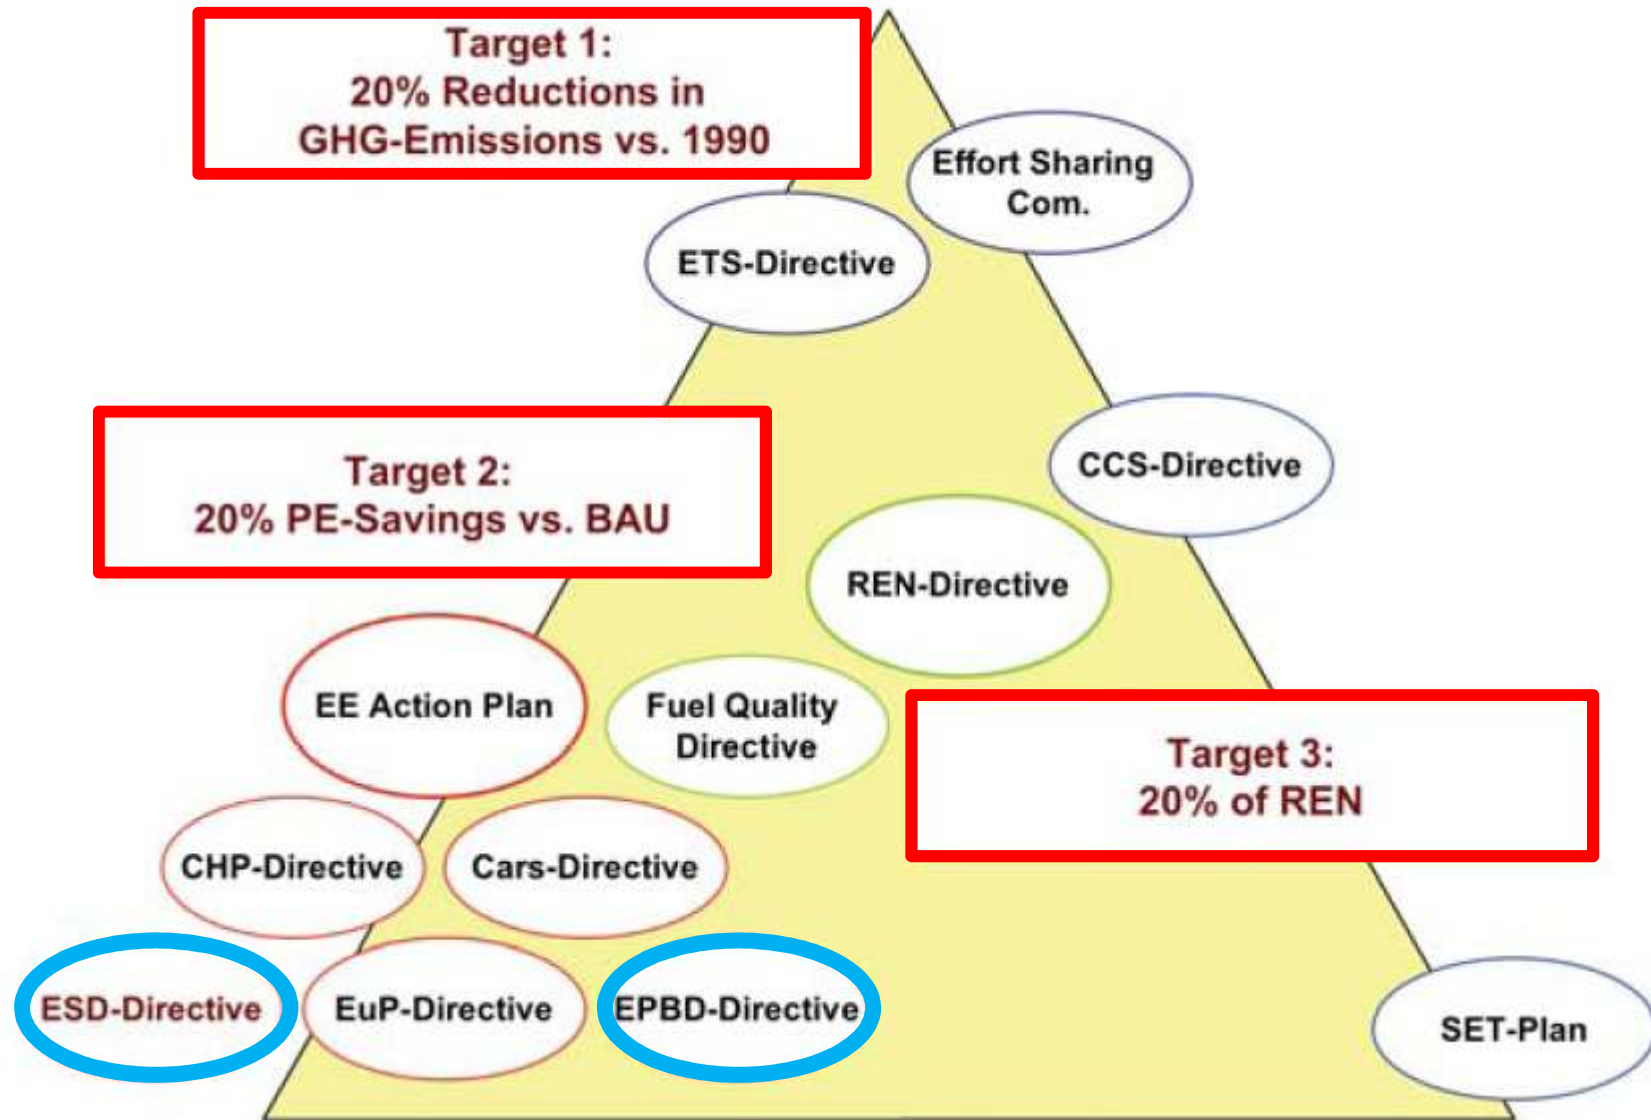 Target 1:
20% Reductions in
GHG-Emissions vs. 1990
Effort Sharing
Com.
ETS-Directive
Target 2:
20% PE-Savings vs. BAU
CCS-Directive
REN-Directive
EE Action Plan
Fuel Quality
Directive
Target 3:
20% of REN
CHP-Directive
Cars-Directive
ESD-Directive
EuP-Directive
EPBD-Directive
SET-Plan